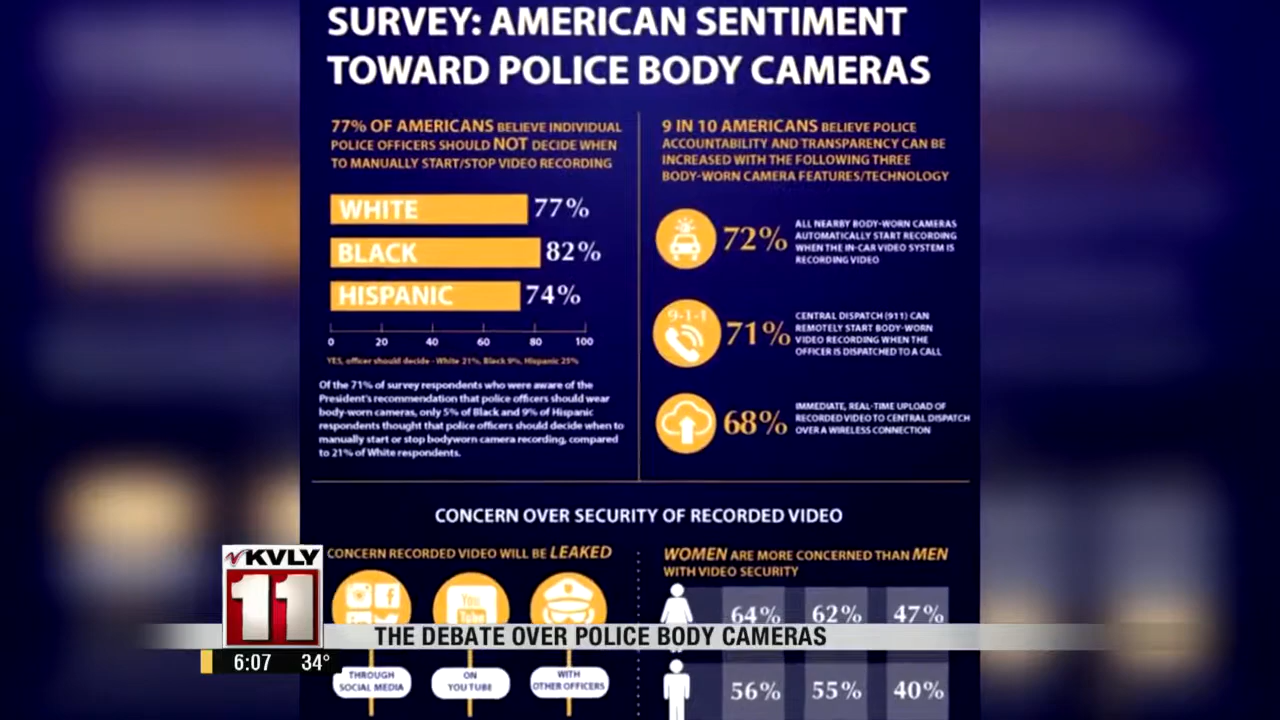 SURVEY: AMERICAN SENTIMENT
TOWARD POLICE BODY CAMERAS
77% OF AMERICANS BELIEVE INDIVIDUAL
POLICE OFFICERS SHOULD NOT DECIDE WHEN
TO MANUALLY START/STOP VIDEO RECORDING
WHITE 77%
BLACK 82%
HISPANIC 74%
0 20 40 60 80 100
YES, officer should decide - White 21%, Black 9%, Hispanic 25%
Of the 71% of survey respondents who were aware of the
President's recommendation that police officers should wear
body-worn cameras, only 5% of Black and 9% of Hispanic
respondents thought that police officers should decide when to
manually start or stop bodyworn camera recording, compared
to 21% of White respondents.
9 IN 10 AMERICANS BELIEVE POLICE
ACCOUNTABILITY AND TRANSPARENCY CAN BE
INCREASED WITH THE FOLLOWING THREE
BODY-WORN CAMERA FEATURES/TECHNOLOGY
72%
ALL NEARBY BODY-WORN CAMERAS
AUTOMATICALLY START RECORDING
WHEN THE IN-CAR VIDEO SYSTEM IS
RECORDING VIDEO
9-1-1
71%
CENTRAL DISPATCH (911) CAN
REMOTELY START BODY-WORN
VIDEO RECORDING WHEN THE
OFFICER IS DISPATCHED TO A CALL
68%
IMMEDIATE, REAL-TIME UPLOAD OF
RECORDED VIDEO TO CENTRAL DISPATCH
OVER A WIRELESS CONNECTION
CONCERN OVER SECURITY OF RECORDED VIDEO
CONCERN RECORDED VIDEO WILL BE LEAKED
You
Tube
THROUGH
SOCIAL MEDIA
ON
YOUTUBE
WITH
OTHER OFFICERS
WOMEN ARE MORE CONCERNED THAN MEN
WITH VIDEO SECURITY
64% 62% 47%
56% 55% 40%
KVLY
11
THE DEBATE OVER POLICE BODY CAMERAS
6:07 34°